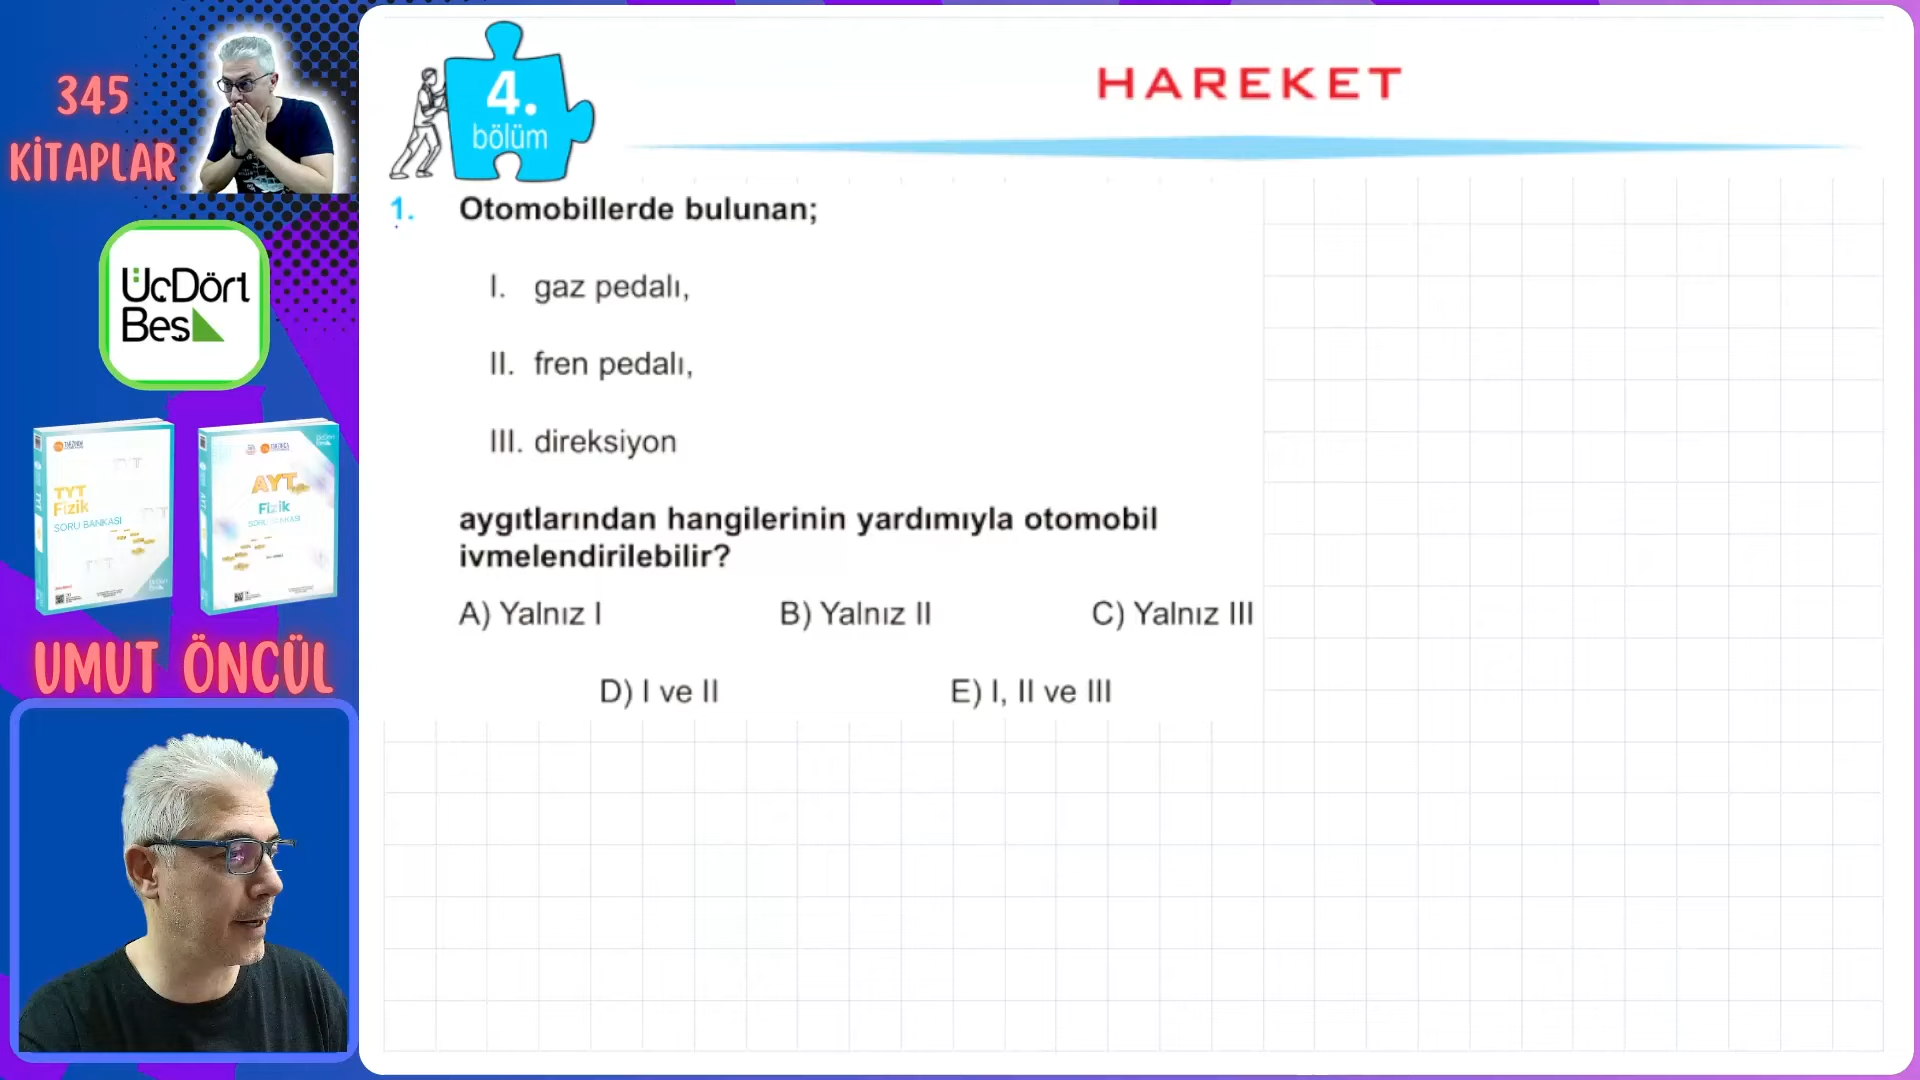 345
KİTAPLAR
ÜçDört
Beş
TYT
Fizik
SORU BANKASI
AYT
Fizik
SORU BANKASI
UMUT ÖNCÜL
4.
bölüm
HAREKET
1. Otomobillerde bulunan;
I. gaz pedalı,
II. fren pedalı,
III. direksiyon
aygıtlarından hangilerinin yardımıyla otomobil
ivmelendirilebilir?
A) Yalnız I B) Yalnız II C) Yalnız III
D) I ve II E) I, II ve III